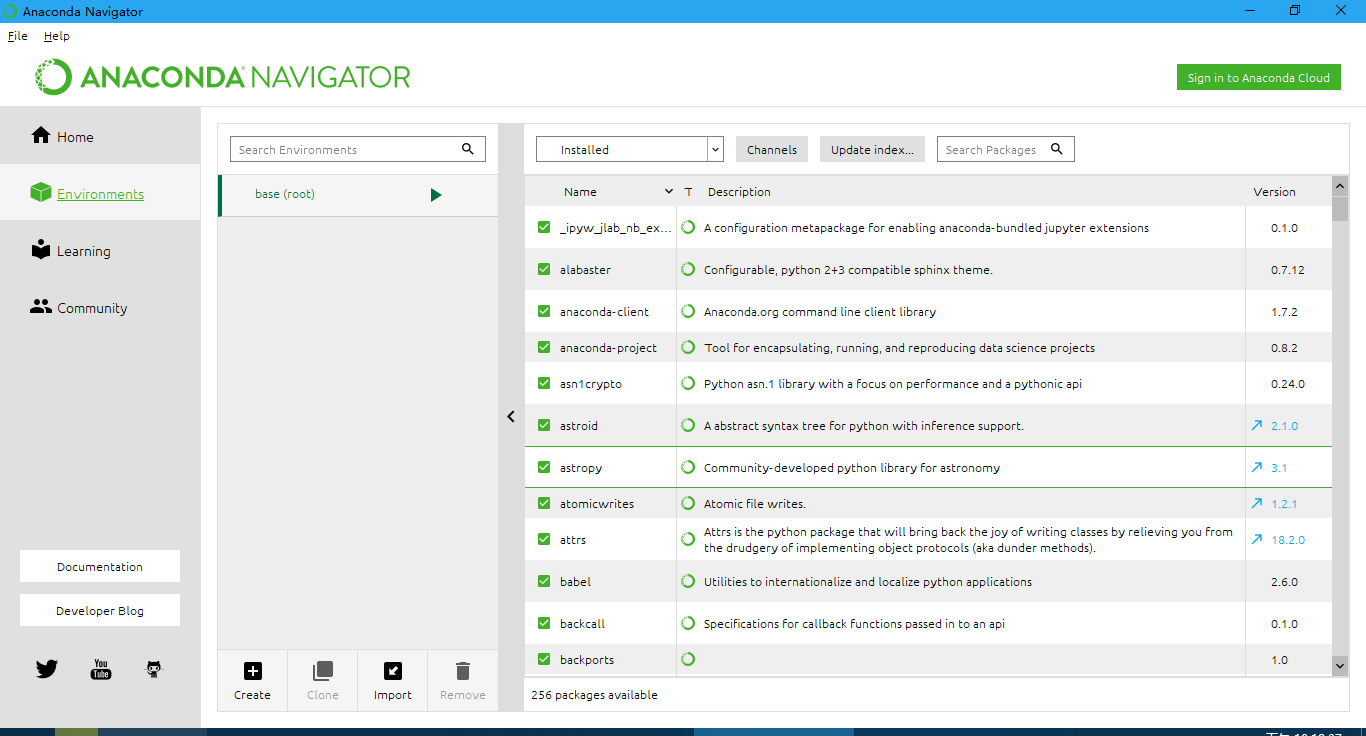 Anaconda Navigator
File Help
ANACONDA NAVIGATOR
Sign in to Anaconda Cloud
Home
Environments
Learning
Community
Documentation
Developer Blog
You Tube
Search Environments
base (root)
Create Clone Import Remove
Installed Channels Update index... Search Packages
Name T Description Version
_ipyw_jlab_nb_ex... A configuration metapackage for enabling anaconda-bundled jupyter extensions 0.1.0
alabaster Configurable, python 2+3 compatible sphinx theme. 0.7.12
anaconda-client Anaconda.org command line client library 1.7.2
anaconda-project Tool for encapsulating, running, and reproducing data science projects 0.8.2
asn1crypto Python asn.1 library with a focus on performance and a pythonic api 0.24.0
astroid A abstract syntax tree for python with inference support. 2.1.0
astropy Community-developed python library for astronomy 3.1
atomicwrites Atomic file writes. 1.2.1
attrs Attrs is the python package that will bring back the joy of writing classes by relieving you from
the drudgery of implementing object protocols (aka dunder methods). 18.2.0
babel Utilities to internationalize and localize python applications 2.6.0
backcall Specifications for callback functions passed in to an api 0.1.0
backports 1.0
256 packages available